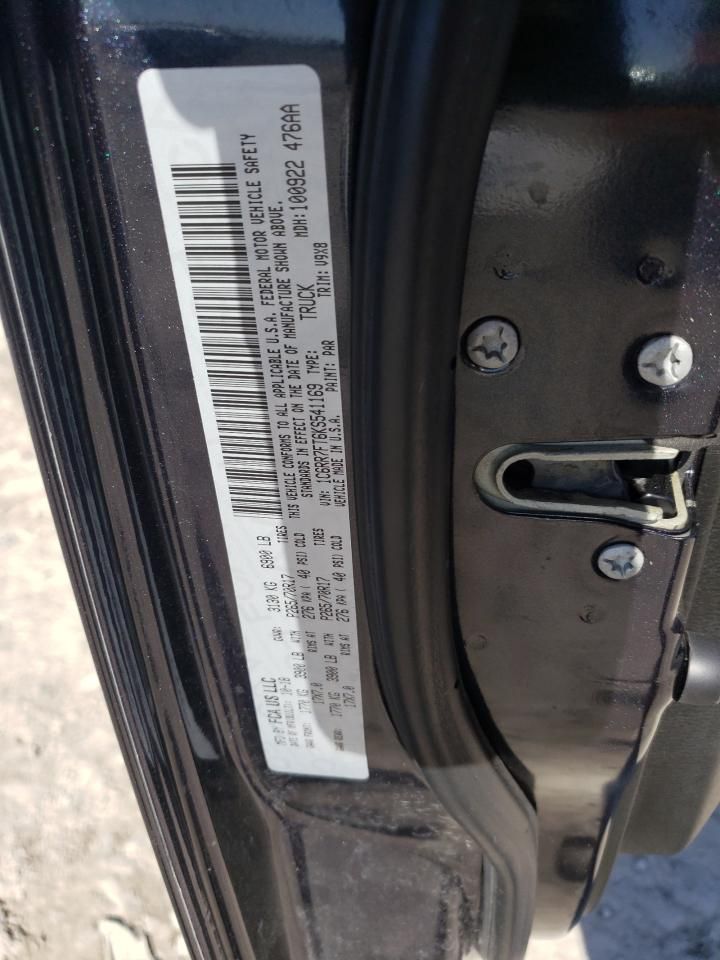 MFD BY FCA US LLC
DATE OF MFR(MDLIX): 10-18 GVWR: 3130 KG 6900 LB
GAWR FRONT: 1770 KG 3900 LB WITH P265/70R17 TIRES
17X7.0 RIMS AT 276 KPA ( 40 PSI) COLD
GAWR REAR: 1770 KG 3900 LB WITH P265/70R17 TIRES
17X7.0 RIMS AT 276 KPA ( 40 PSI) COLD
THIS VEHICLE CONFORMS TO ALL APPLICABLE U.S.A. FEDERAL MOTOR VEHICLE SAFETY
STANDARDS IN EFFECT ON THE DATE OF MANUFACTURE SHOWN ABOVE.
VIN: 1C6RR7FT6KS541169 TYPE: TRUCK MDH:100922 476AA
VEHICLE MADE IN U.S.A. PAINT: PAR TRIM: V9X8